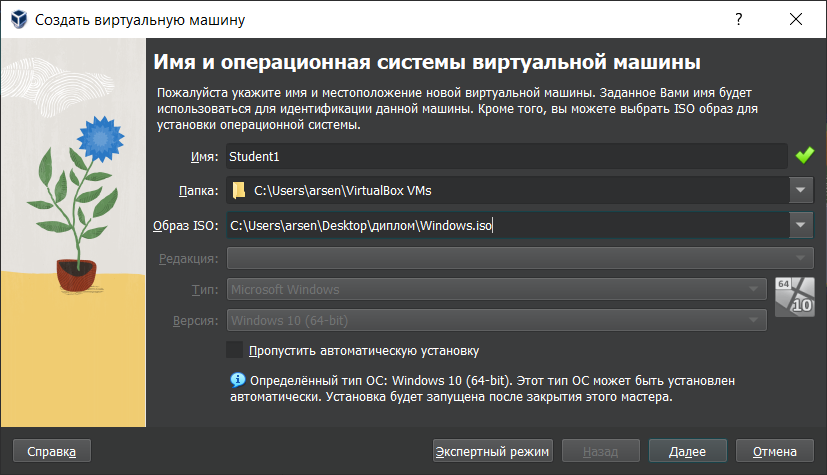 Создать виртуальную машину
?
Имя и операционная системы виртуальной машины
Пожалуйста укажите имя и местоположение новой виртуальной машины. Заданное Вами имя будет
использоваться для идентификации данной машины. Кроме того, вы можете выбрать ISO образ для
установки операционной системы.
Имя: Student1
Папка: C:\Users\arsen\VirtualBox VMs
Образ ISO: C:\Users\arsen\Desktop\диплом\Windows.iso
Редакция:
Тип: Microsoft Windows
64
10
Версия: Windows 10 (64-bit)
Пропустить автоматическую установку
Определённый тип ОС: Windows 10 (64-bit). Этот тип ОС может быть установлен
автоматически. Установка будет запущена после закрытия этого мастера.
Справка Экспертный режим Назад Далее Отмена